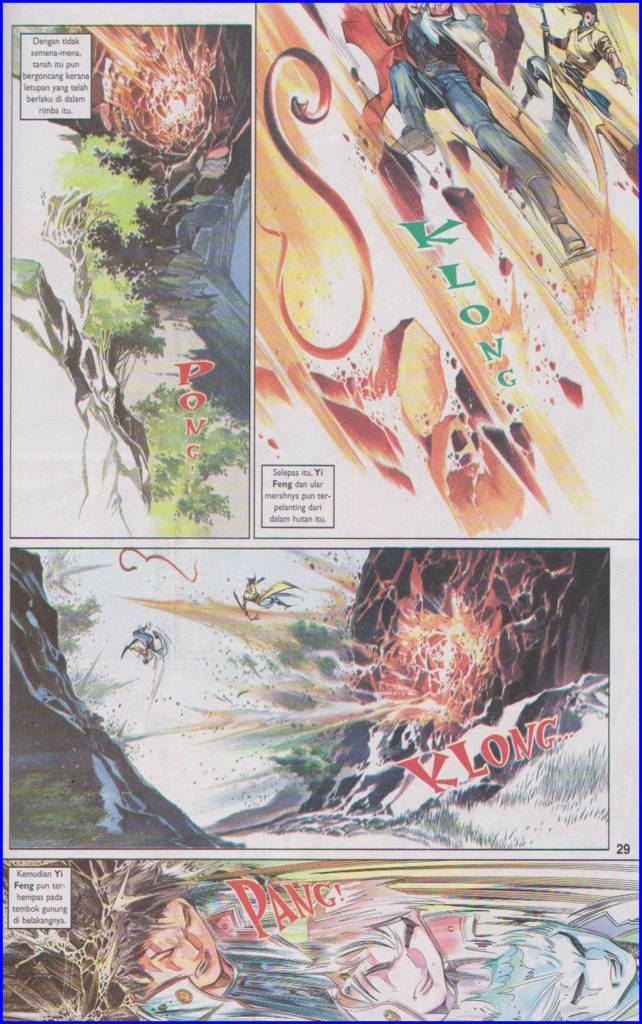 Dengan tidak
semena-mena,
tanah itu pun
bergoncang kerana
letupan yang telah
berlaku di dalam
rimba itu.
PONG!
KLONG...
Selepas itu, Yi
Feng dan ular
merahnya pun ter-
pelanting dari
dalam hutan itu.
KLONG...
29
Kemudian Yi
Feng pun ter-
hempas pada
tembok gunung
di belakangnya.
PANG!